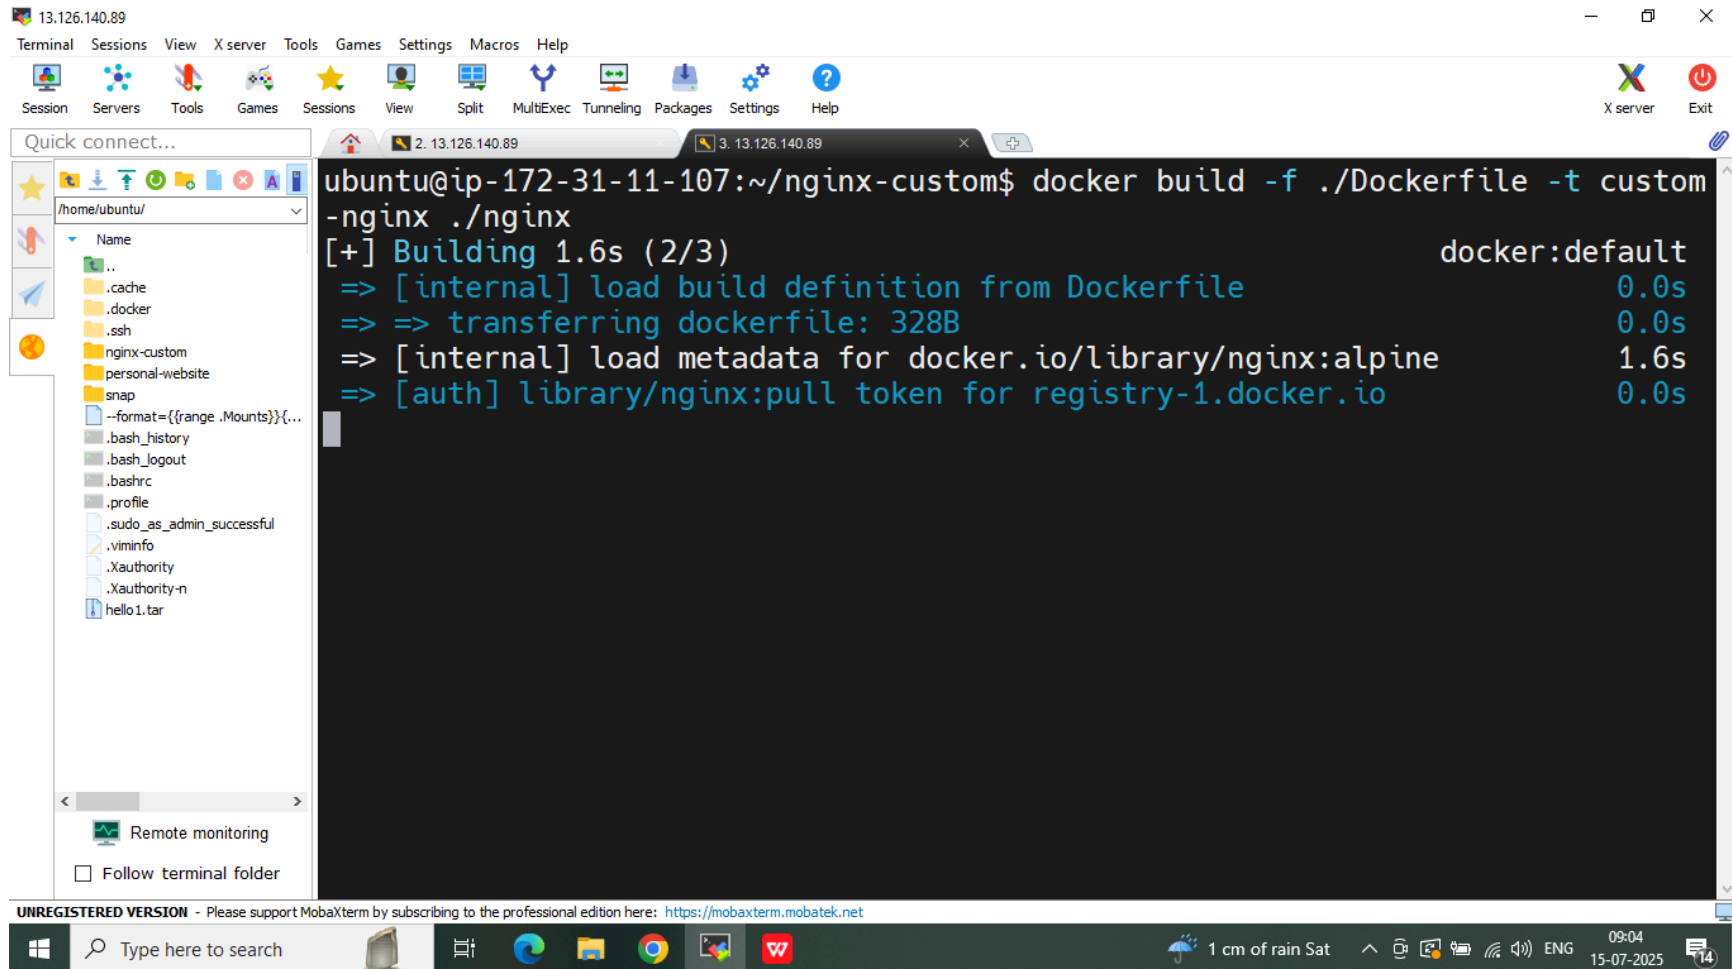 13.126.140.89
Terminal Sessions View X server Tools Games Settings Macros Help
Session Servers Tools Games Sessions View Split MultiExec Tunneling Packages Settings Help X server Exit
Quick connect...
2. 13.126.140.89
3. 13.126.140.89
/home/ubuntu/
Name
..
.cache
.docker
.ssh
nginx-custom
personal-website
snap
--format={{range .Mounts}}{...
.bash_history
.bash_logout
.bashrc
.profile
.sudo_as_admin_successful
.viminfo
.Xauthority
.Xauthority-n
hello1.tar
Remote monitoring
Follow terminal folder
ubuntu@ip-172-31-11-107:~/nginx-custom$ docker build -f ./Dockerfile -t custom
-nginx ./nginx
[+] Building 1.6s (2/3) docker:default
=> [internal] load build definition from Dockerfile 0.0s
=> => transferring dockerfile: 328B 0.0s
=> [internal] load metadata for docker.io/library/nginx:alpine 1.6s
=> [auth] library/nginx:pull token for registry-1.docker.io 0.0s
UNREGISTERED VERSION - Please support MobaXterm by subscribing to the professional edition here: https://mobaxterm.mobatek.net
Type here to search
1 cm of rain Sat
ENG
09:04
15-07-2025
14